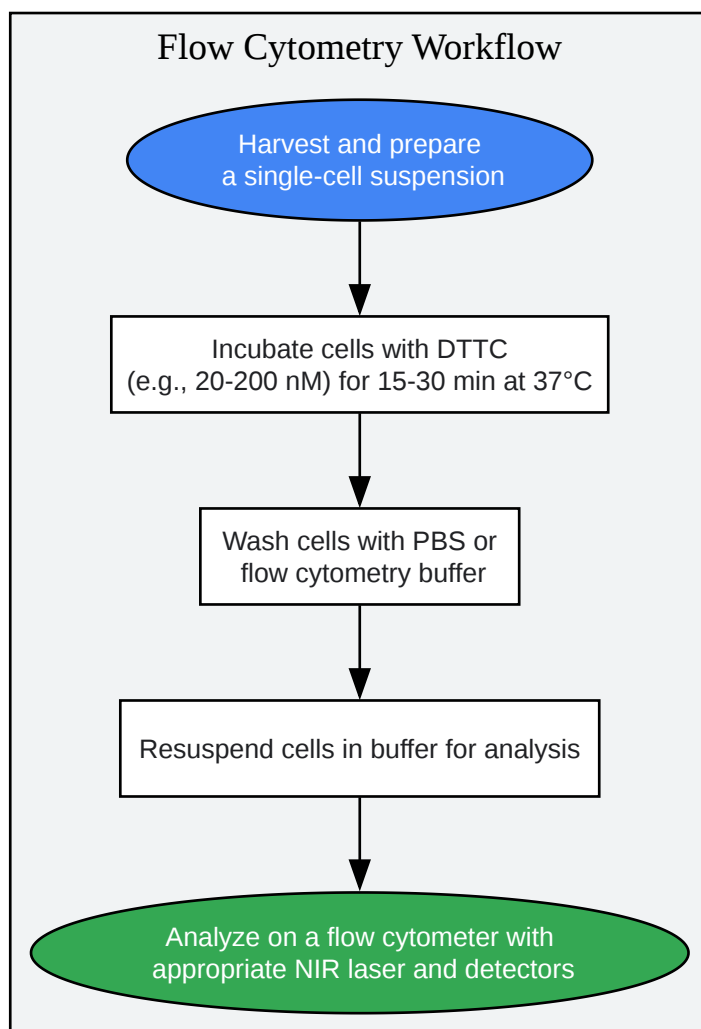 Flow Cytometry Workflow
Harvest and prepare
a single-cell suspension
Incubate cells with DTTC
(e.g., 20-200 nM) for 15-30 min at 37°C
Wash cells with PBS or
flow cytometry buffer
Resuspend cells in buffer for analysis
Analyze on a flow cytometer with
appropriate NIR laser and detectors